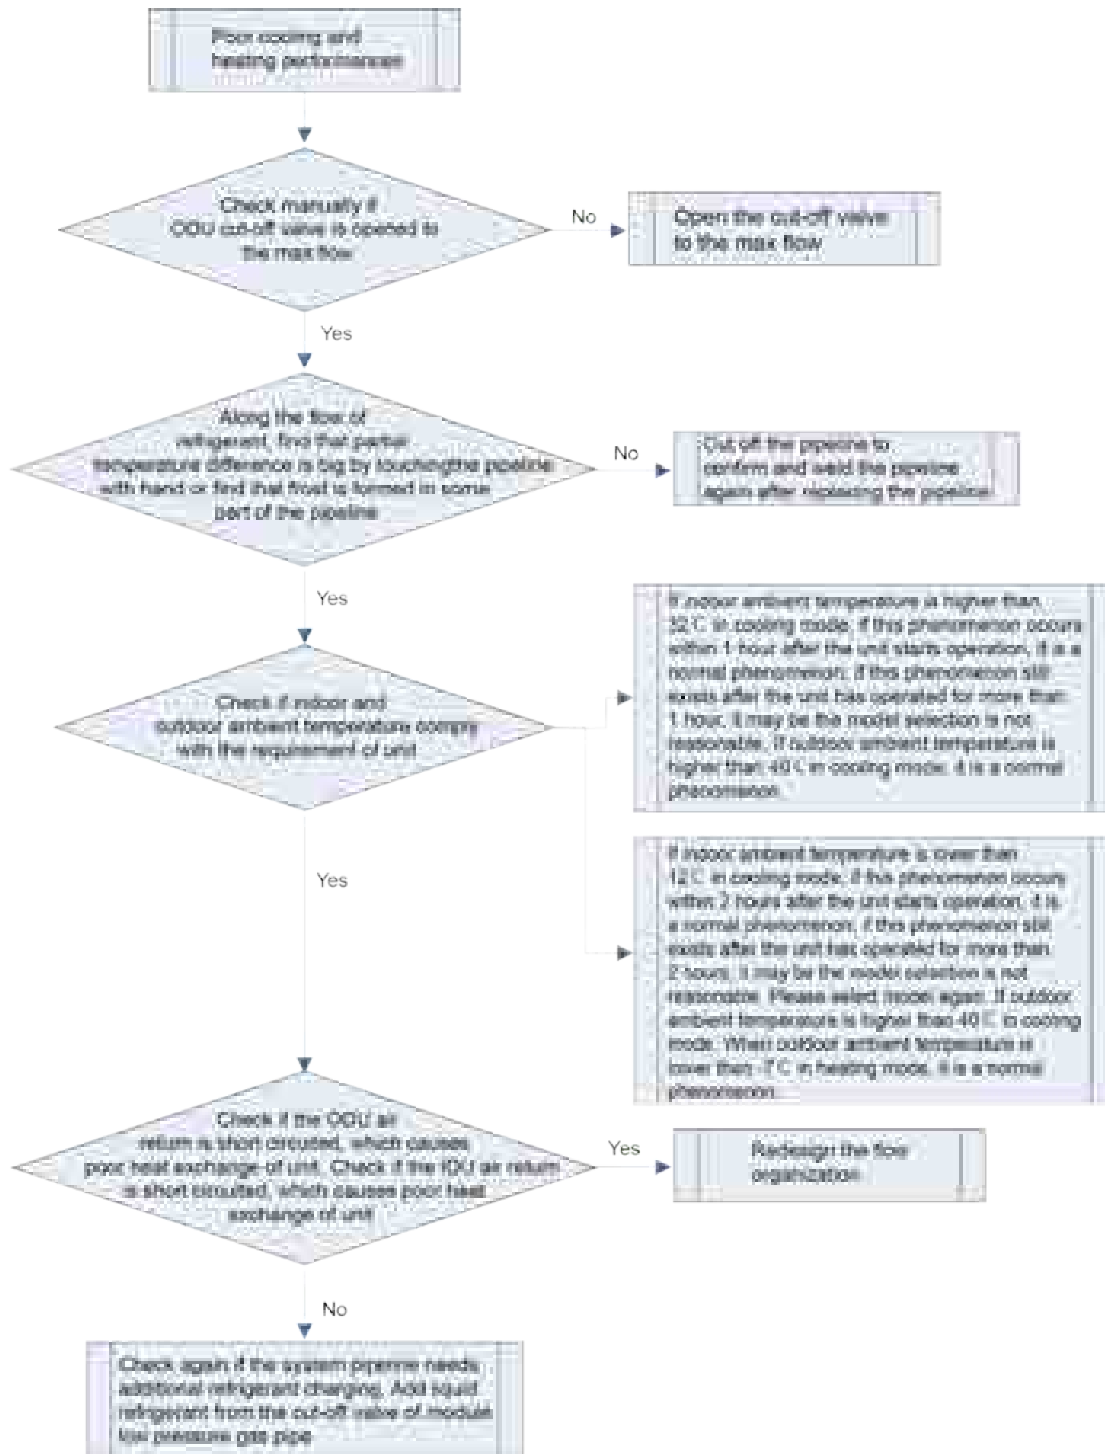 Poor cooling and
heating performances
Check manually if
ODU cut-off valve is opened to
the max flow
No
Open the cut-off valve
to the max flow
Yes
Along the flow of
refrigerant, find that partial
temperature difference is big by touchingthe pipeline
with hand or find that frost is formed in some
part of the pipeline
No
Cut off the pipeline to
confirm and weld the pipeline
again after replacing the pipeline
Yes
Check if indoor and
outdoor ambient temperature comply
with the requirement of unit
If indoor ambient temperature is higher than
32℃ in cooling mode, if this phenomenon occurs
within 1 hour after the unit starts operation, it is a
normal phenomenon; if this phenomenon still
exists after the unit has operated for more than
1 hour, it may be the model selection is not
reasonable. If outdoor ambient temperature is
higher than 40℃ in cooling mode, it is a normal
phenomenon.
Yes
If indoor ambient temperature is lower than
12℃ in cooling mode, if this phenomenon occurs
within 2 hours after the unit starts operation, it is
a normal phenomenon; if this phenomenon still
exists after the unit has operated for more than
2 hours, it may be the model selection is not
reasonable. Please select model again. If outdoor
ambient temperature is higher than 40℃ in cooling
mode. When outdoor ambient temperature is
lower than -7℃ in heating mode, it is a normal
phenomenon.
Check if the ODU air
return is short circuited, which causes
poor heat exchange of unit. Check if the IDU air return
is short circuited, which causes poor heat
exchange of unit
Yes
Redesign the flow
organization
No
Check again if the system pipeline needs
additional refrigerant charging. Add liquid
refrigerant from the cut-off valve of module
low pressure gas pipe